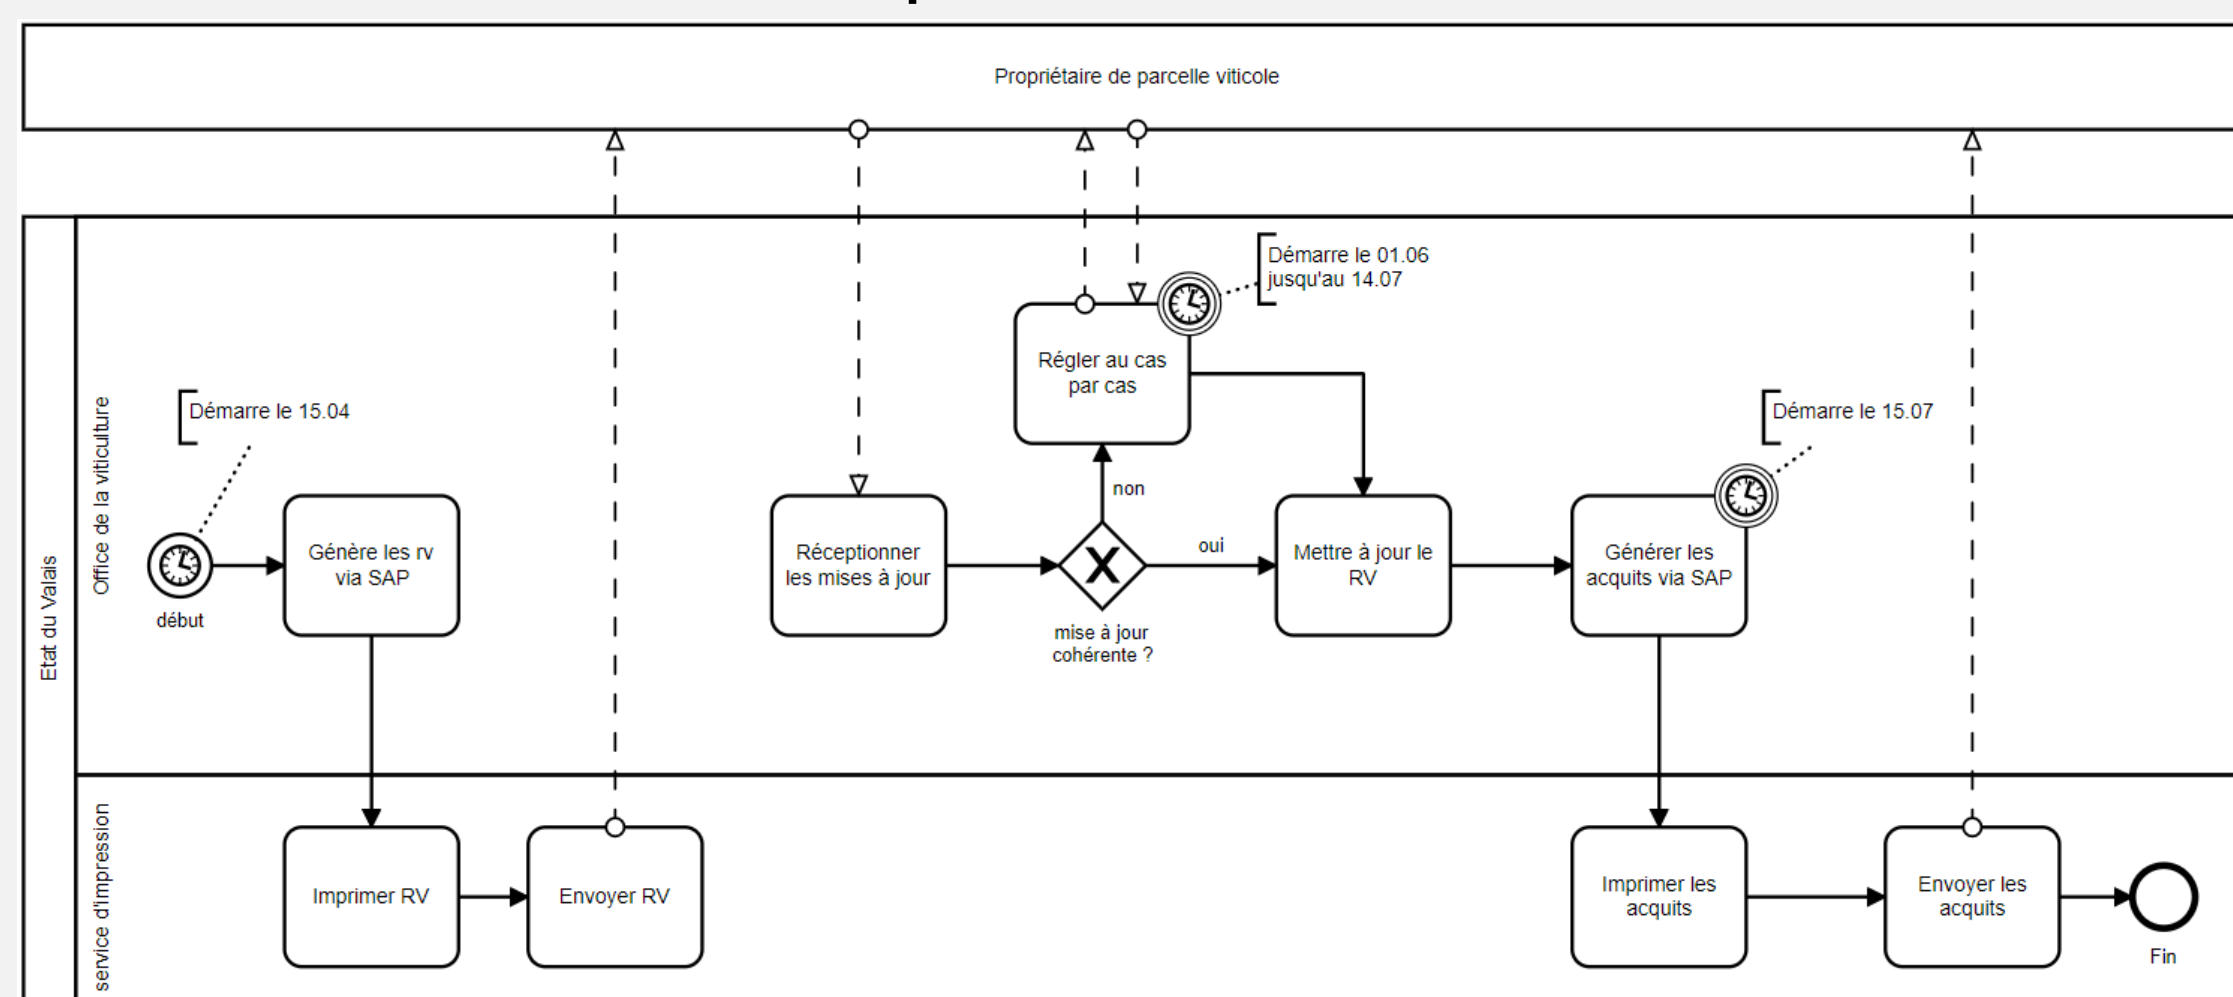 Propriétaire de parcelle viticole
Etat du Valais
Office de la viticulture
Démarre le 15.04
début
Génère les rv
via SAP
Réceptionner
les mises à jour
mise à jour
cohérente ?
non
oui
Régler au cas
par cas
Démarre le 01.06
jusqu'au 14.07
Mettre à jour le
RV
Générer les
acquits via SAP
Démarre le 15.07
service d'impression
Imprimer RV
Envoyer RV
Imprimer les
acquits
Envoyer les
acquits
Fin